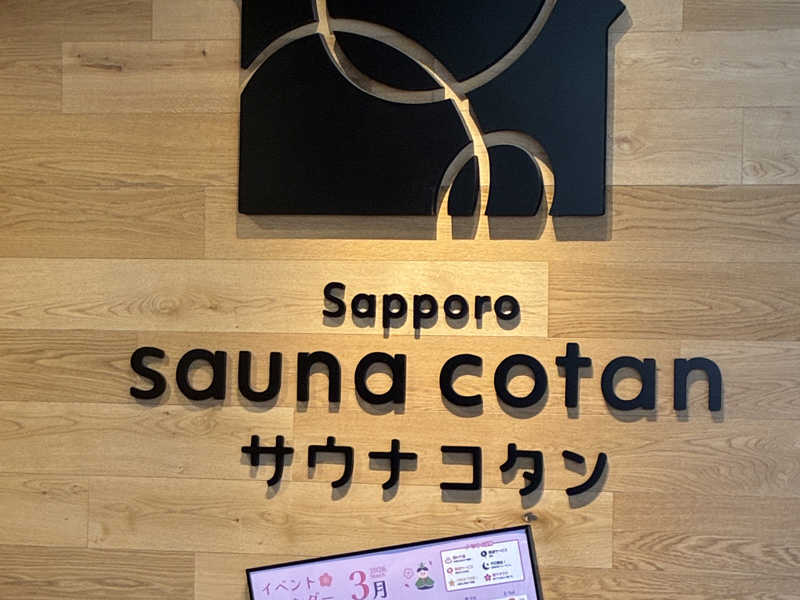 Sapporo
sauna cotan
サウナコタン
イベント
3月